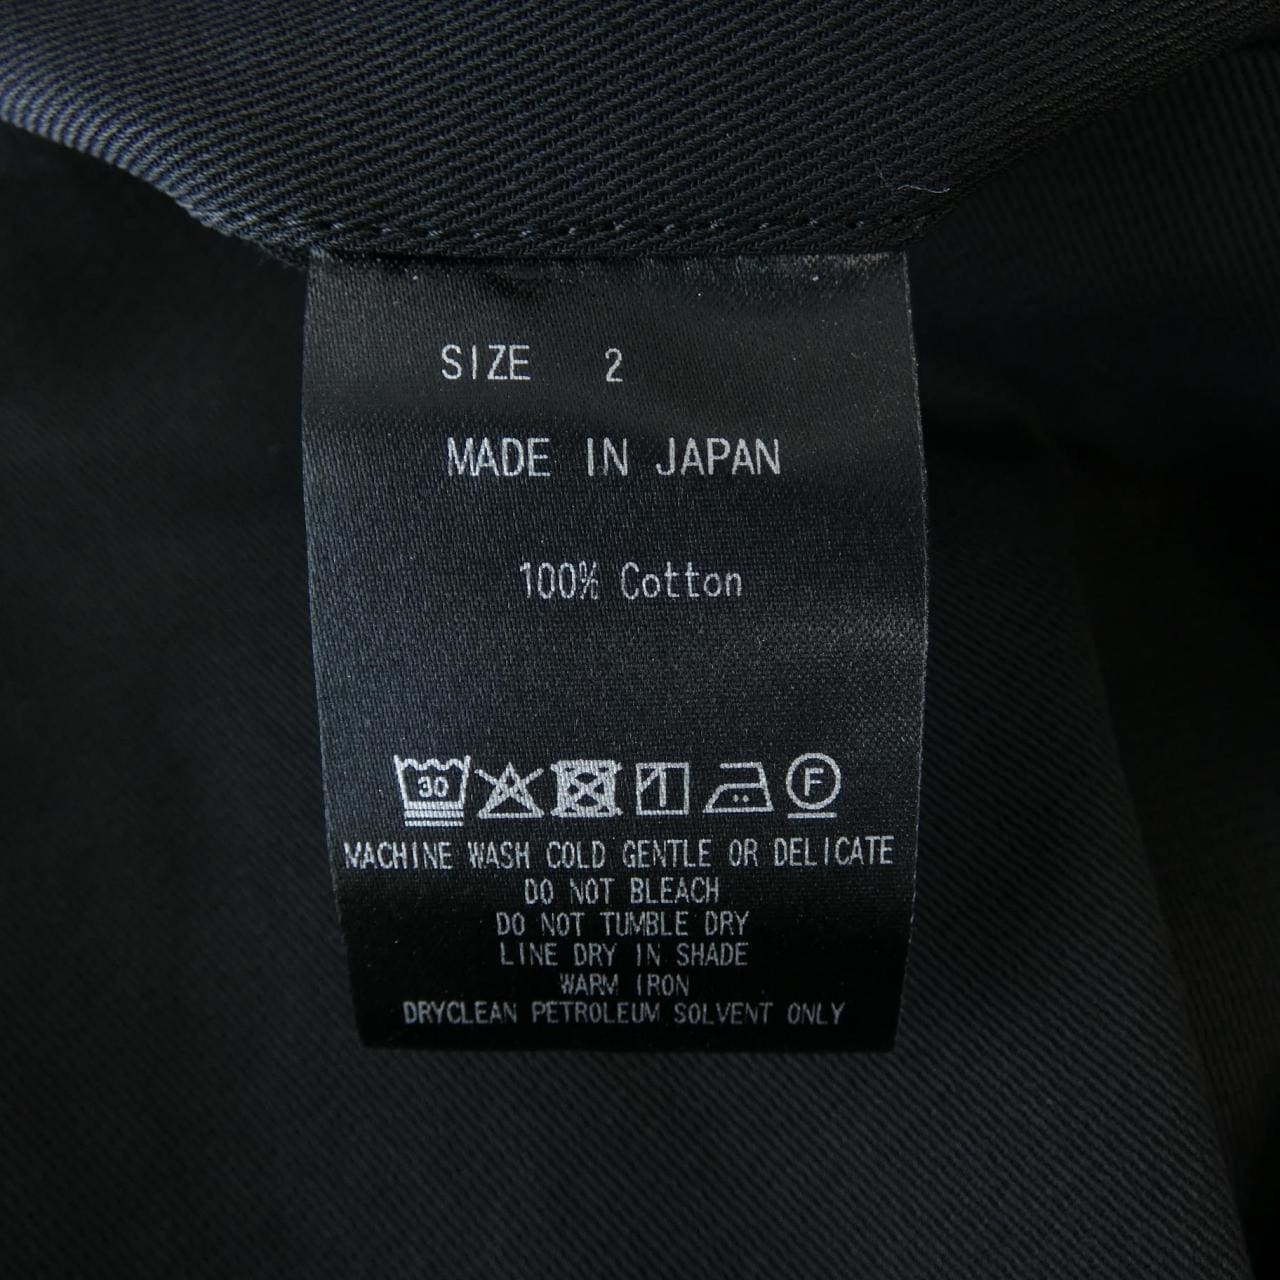 SIZE 2
MADE IN JAPAN
100% Cotton
30 F
MACHINE WASH COLD GENTLE OR DELICATE
DO NOT BLEACH
DO NOT TUMBLE DRY
LINE DRY IN SHADE
WARM IRON
DRYCLEAN PETROLEUM SOLVENT ONLY